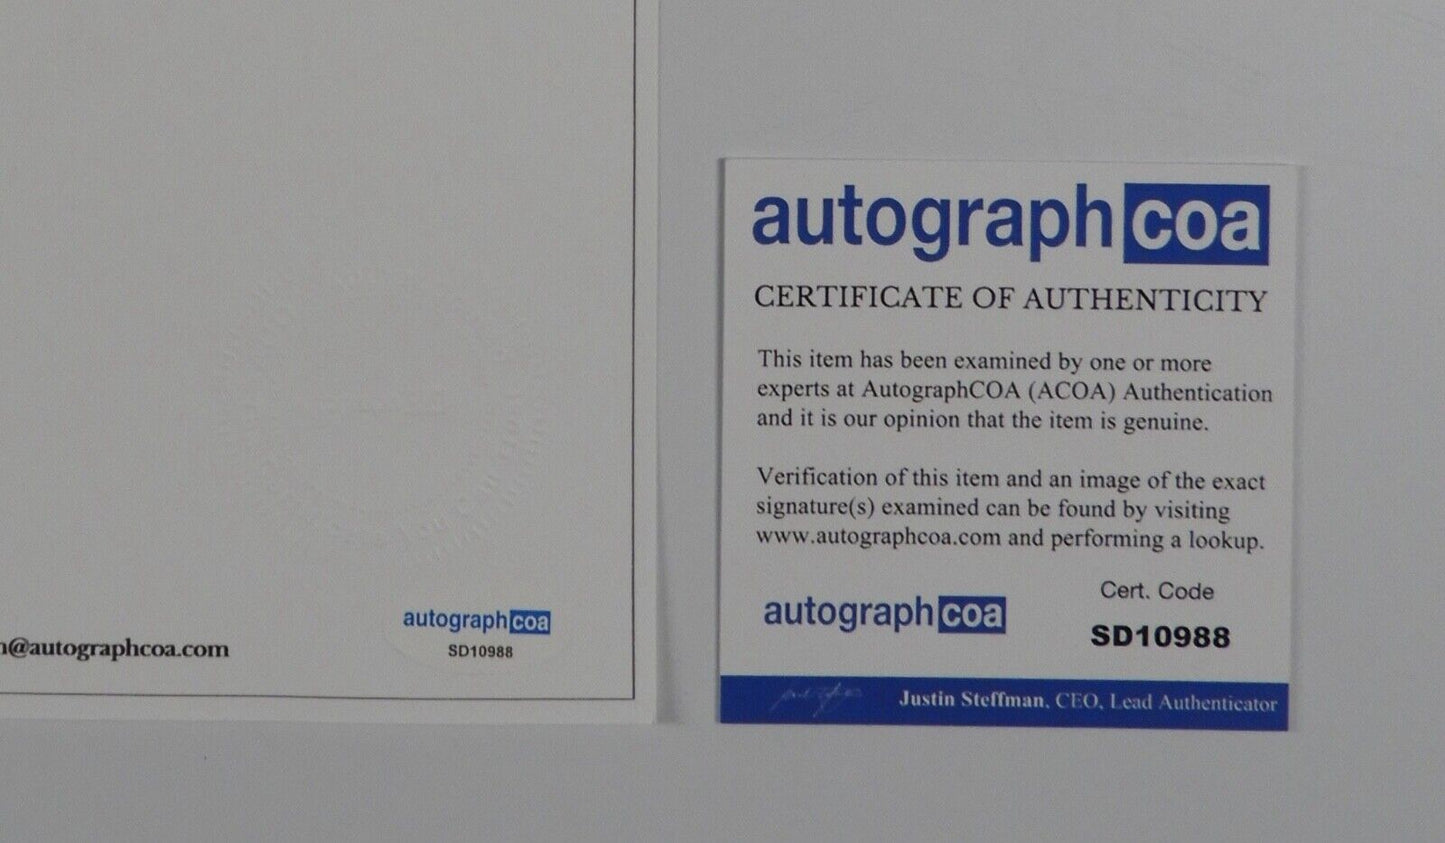 @autographcoa.com
autographcoa
SD10988
autographcoa
CERTIFICATE OF AUTHENTICITY
This item has been examined by one or more
experts at AutographCOA (ACOA) Authentication
and it is our opinion that the item is genuine.
Verification of this item and an image of the exact
signature(s) examined can be found by visiting
www.autographcoa.com and performing a lookup.
autographcoa
Cert. Code
SD10988
Justin Steffman, CEO, Lead Authenticator